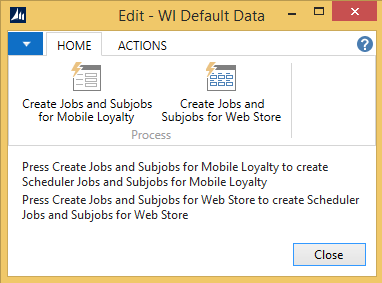 Edit - WI Default Data
HOME
ACTIONS
Create Jobs and Subjobs
for Mobile Loyalty
Create Jobs and
Subjobs for Web Store
Process
Press Create Jobs and Subjobs for Mobile Loyalty to create
Scheduler Jobs and Subjobs for Mobile Loyalty
Press Create Jobs and Subjobs for Web Store to create Scheduler
Jobs and Subjobs for Web Store
Close